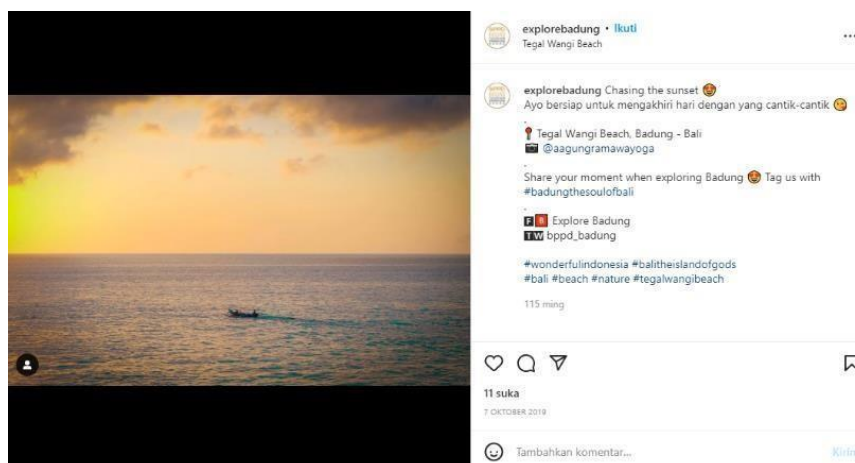 explorebadung • Ikuti
Tegal Wangi Beach
explorebadung Chasing the sunset 🤩
Ayo bersiap untuk mengakhiri hari dengan yang cantik-cantik 😘
.
📍 Tegal Wangi Beach, Badung - Bali
📷 @aagungramawayoga
.
Share your moment when exploring Badung 🤩 Tag us with
#badungthesoulofbali
.
F B Explore Badung
T W bppd_badung
#wonderfulindonesia #balitheislandofgods
#bali #beach #nature #tegalwangibeach
115 ming
11 suka
7 OKTOBER 2019
Tambahkan komentar...
Kirim